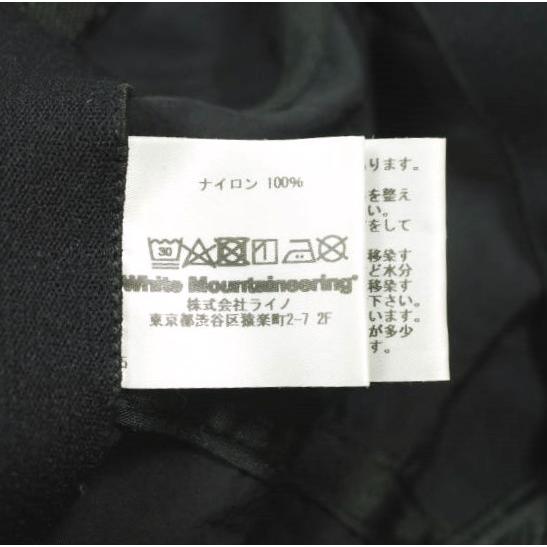 ナイロン 100%
30
White Mountaineering®
株式会社ライノ
東京都渋谷区猿楽町2-7 2F
ります。
を整え
い。
をして
移染す
ど水分
移染す
下さい。
います。
が多少
す。